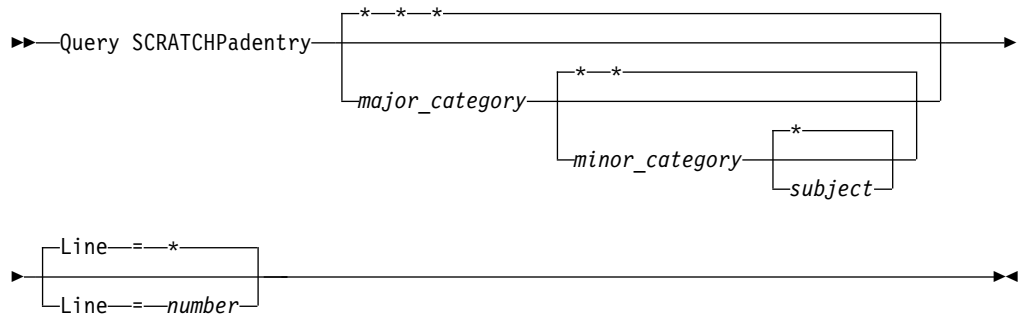 * * *
Query SCRATCHPadentry
* *
major_category
*
minor_category
subject
Line = *
Line = number